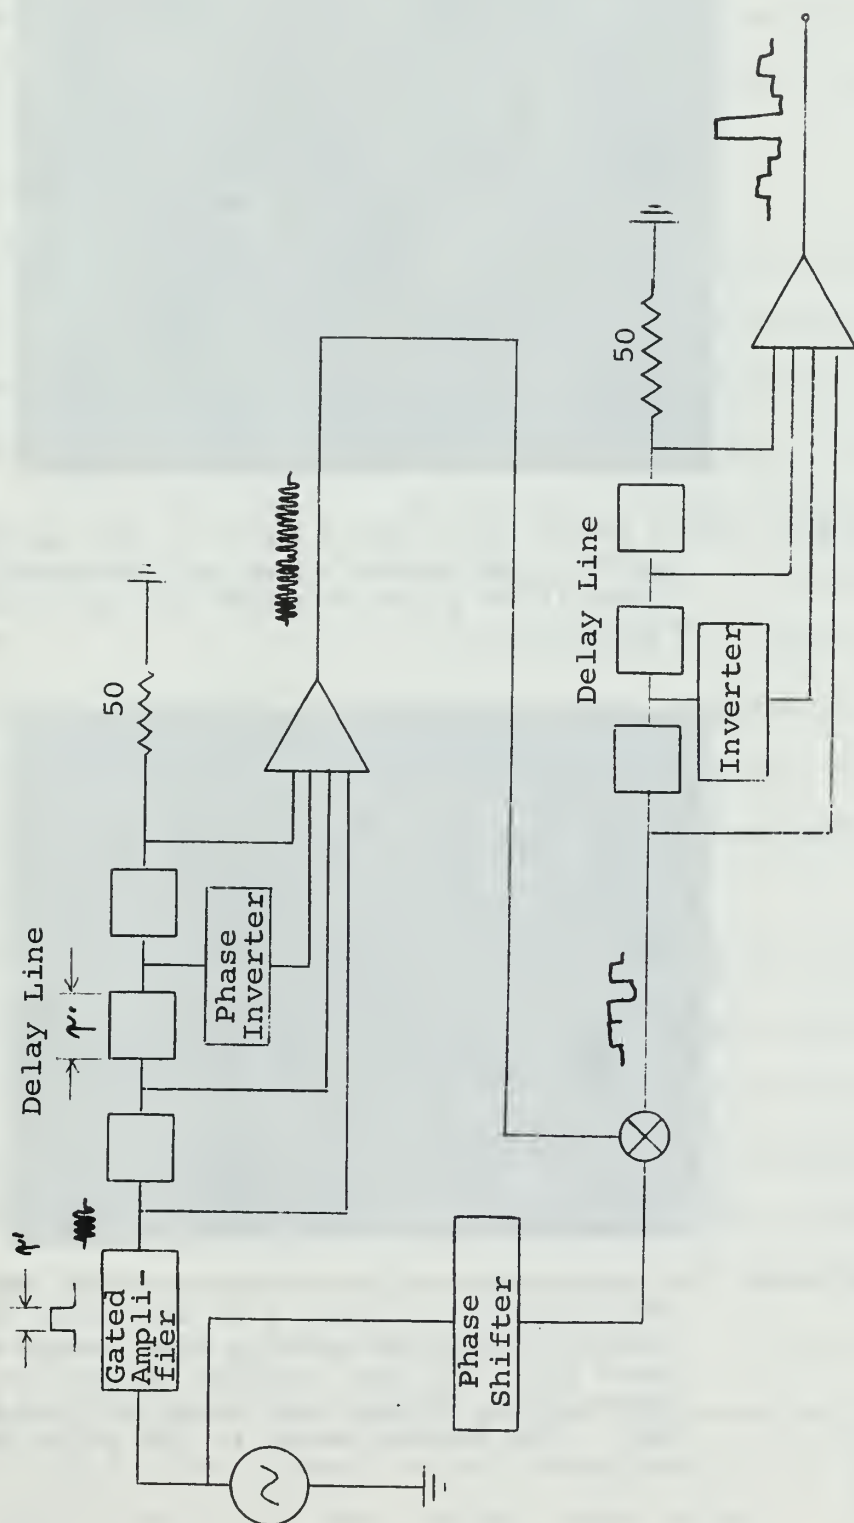 τ'
Gated
Ampli-
fier
Delay Line
τ'
Phase
Inverter
50
Phase
Shifter
Delay Line
Inverter
50